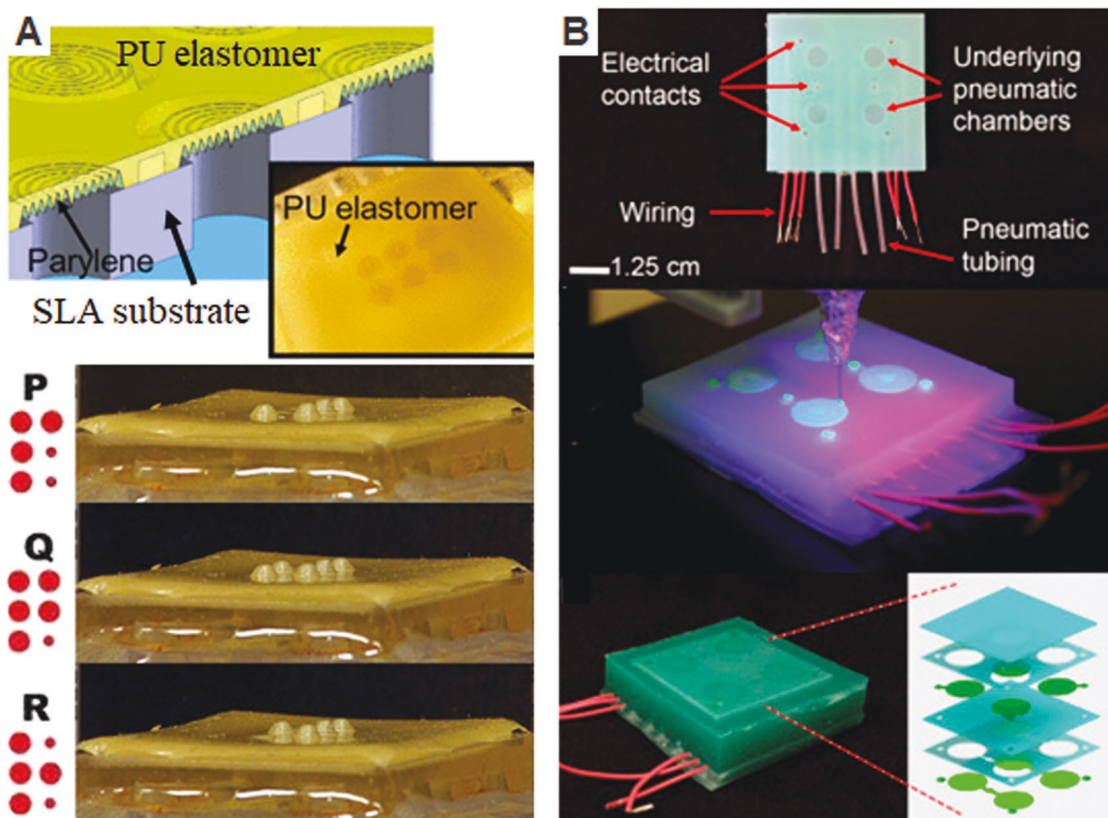 A
PU elastomer
PU elastomer
Parylene
SLA substrate
P
Q
R
B
Electrical
contacts
Underlying
pneumatic
chambers
Wiring
Pneumatic
tubing
1.25 cm